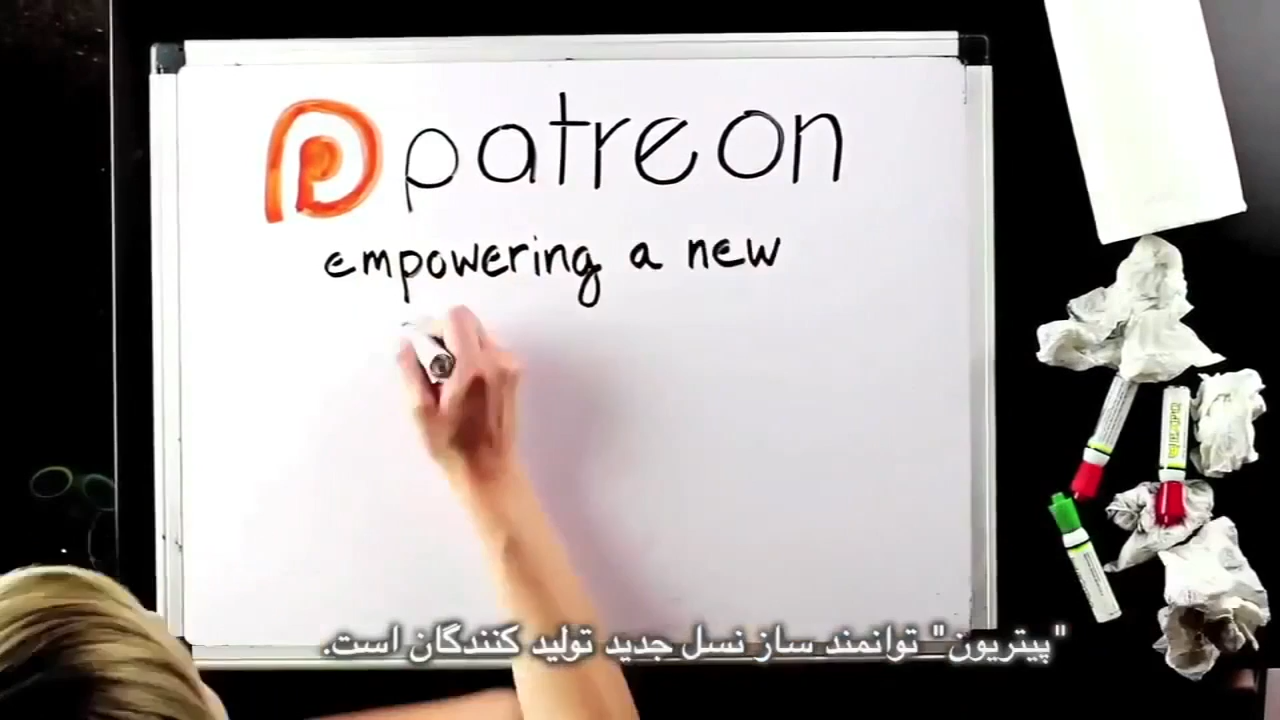 patreon
empowering a new
"پیتریون" توانمند ساز نسل جدید تولید کنندگان است.